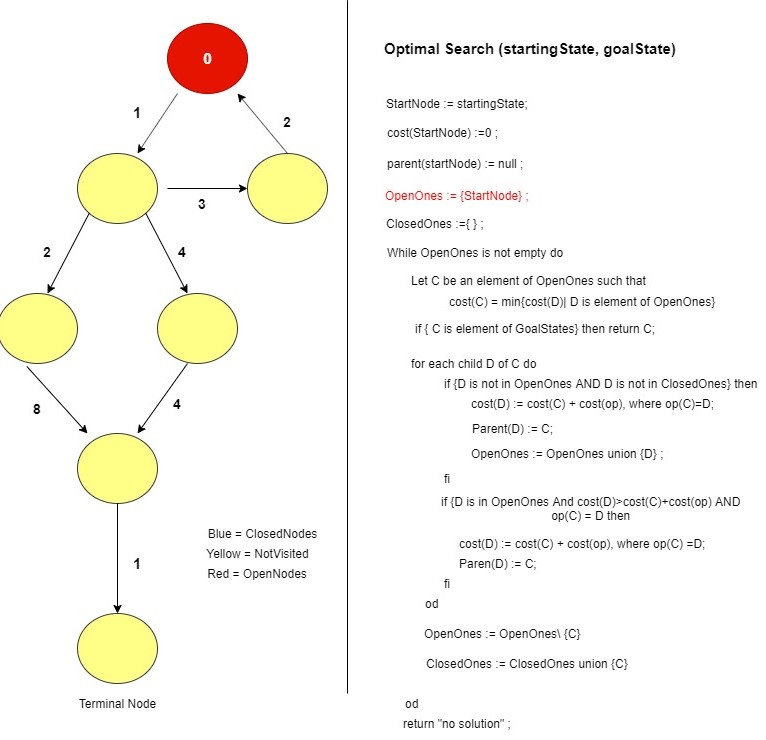 0
1
2
3
2
4
8
4
1
Blue = ClosedNodes
Yellow = NotVisited
Red = OpenNodes
Terminal Node
Optimal Search (startingState, goalState)
StartNode := startingState;
cost(StartNode) :=0 ;
parent(startNode) := null ;
OpenOnes := {StartNode} ;
ClosedOnes :={ } ;
While OpenOnes is not empty do
Let C be an element of OpenOnes such that
cost(C) = min{cost(D)| D is element of OpenOnes}
if { C is element of GoalStates} then return C;
for each child D of C do
if {D is not in OpenOnes AND D is not in ClosedOnes} then
cost(D) := cost(C) + cost(op), where op(C)=D;
Parent(D) := C;
OpenOnes := OpenOnes union {D} ;
fi
if {D is in OpenOnes And cost(D)>cost(C)+cost(op) AND
op(C) = D then
cost(D) := cost(C) + cost(op), where op(C) =D;
Paren(D) := C;
fi
od
OpenOnes := OpenOnes\ {C}
ClosedOnes := ClosedOnes union {C}
od
return "no solution" ;